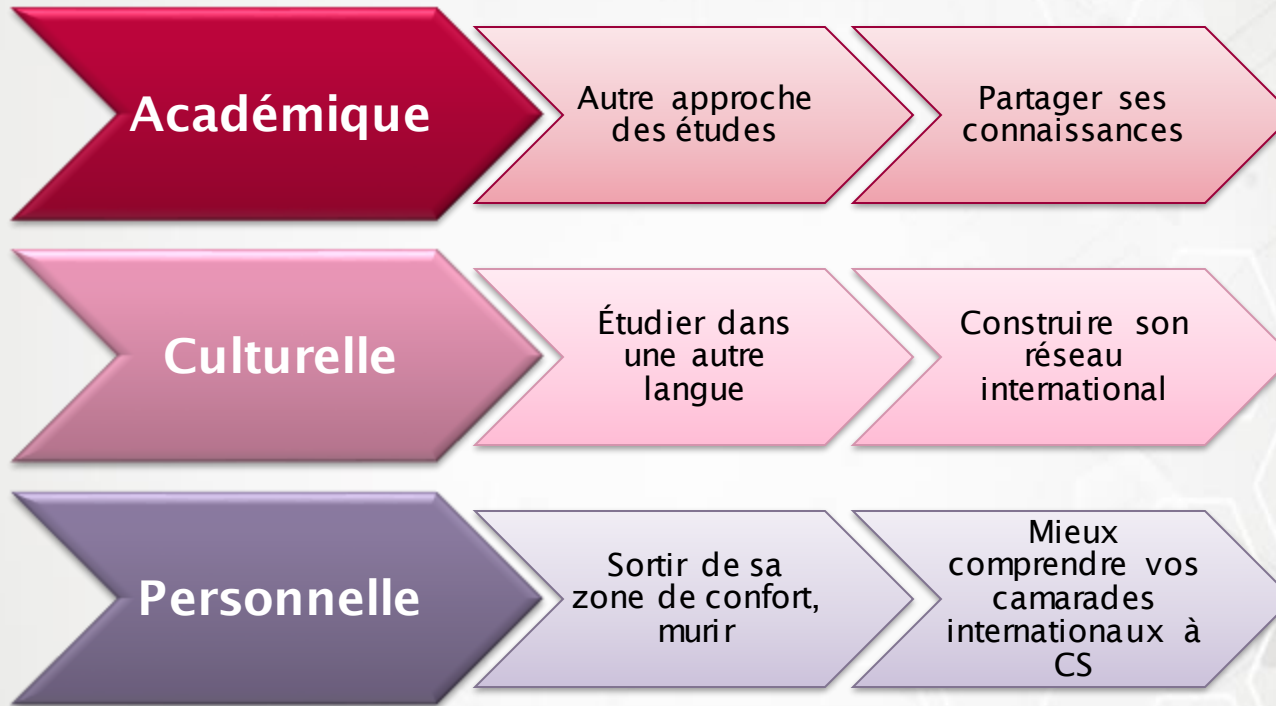 Académique
Autre approche
des études
Partager ses
connaissances
Culturelle
Étudier dans
une autre
langue
Construire son
réseau
international
Personnelle
Sortir de sa
zone de confort,
murir
Mieux
comprendre vos
camarades
internationaux à
CS